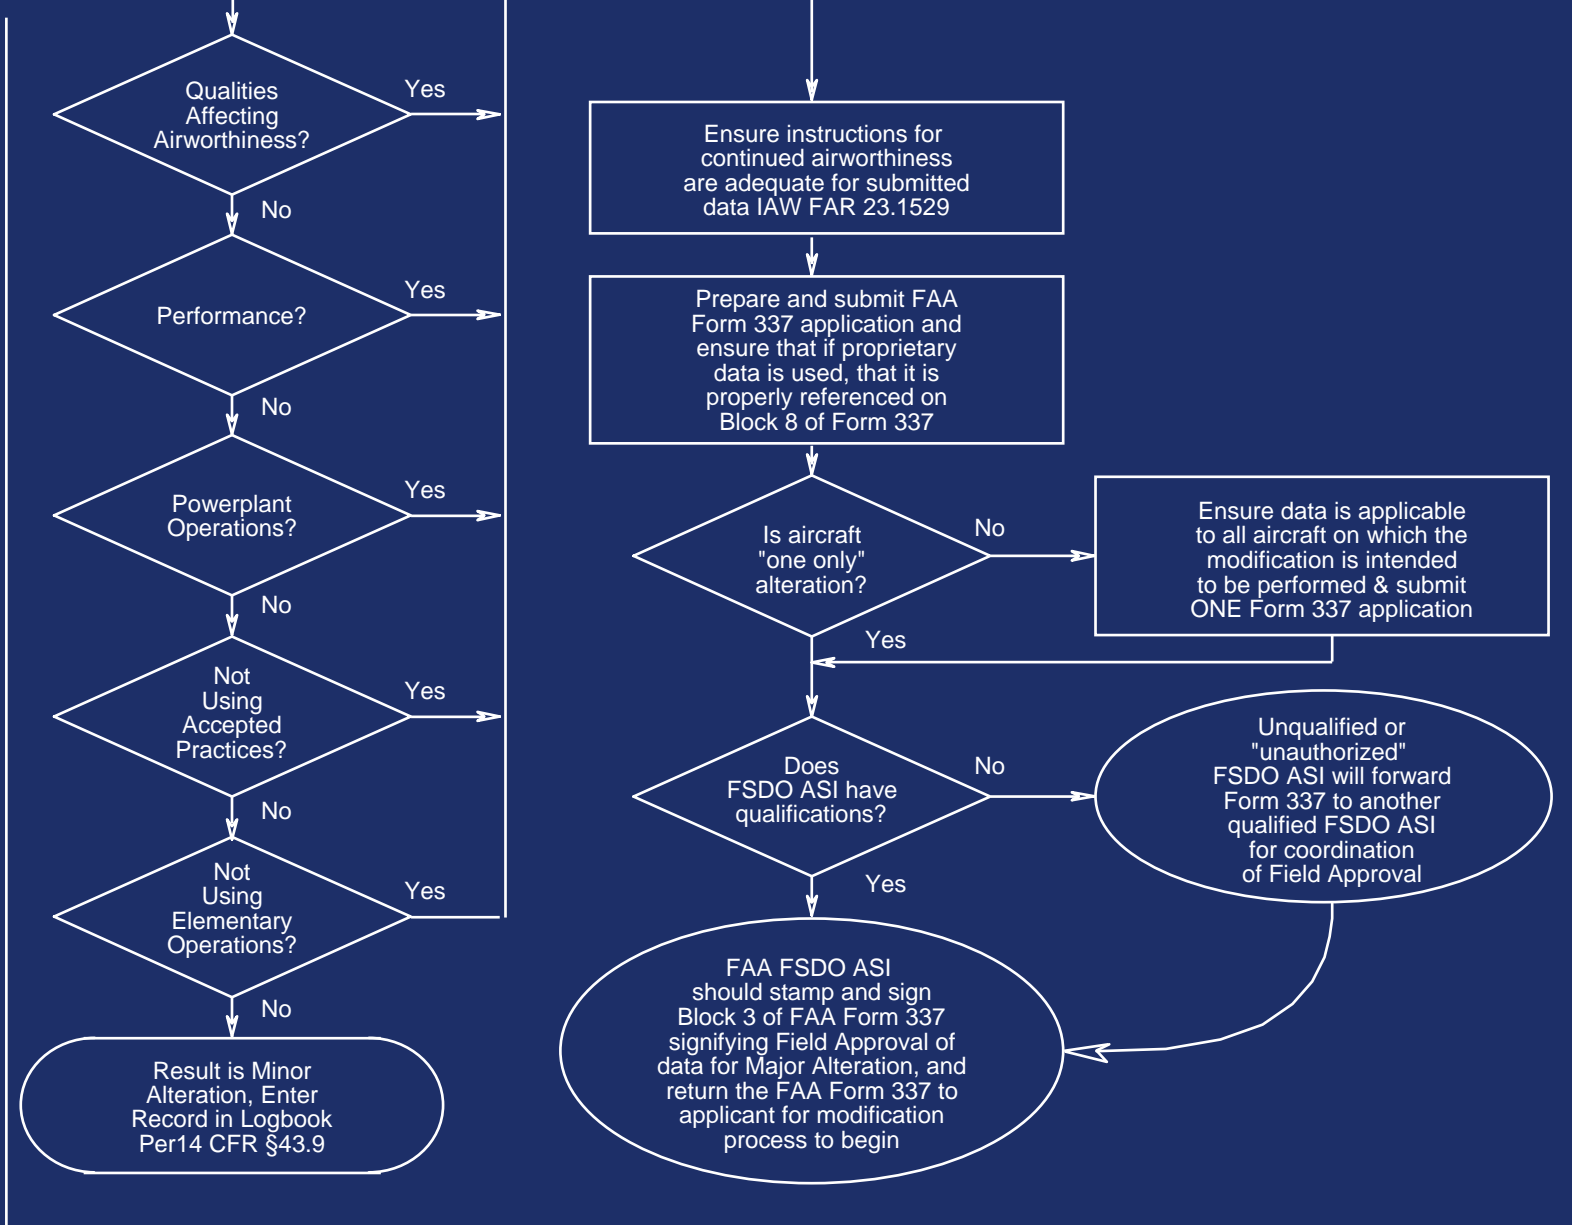 Qualities
Affecting
Airworthiness?
Yes
No
Performance?
Yes
No
Powerplant
Operations?
Yes
No
Not
Using
Accepted
Practices?
Yes
No
Not
Using
Elementary
Operations?
Yes
No
Result is Minor
Alteration, Enter
Record in Logbook
Per14 CFR §43.9
Ensure instructions for
continued airworthiness
are adequate for submitted
data IAW FAR 23.1529
Prepare and submit FAA
Form 337 application and
ensure that if proprietary
data is used, that it is
properly referenced on
Block 8 of Form 337
Is aircraft
"one only"
alteration?
No
Yes
Ensure data is applicable
to all aircraft on which the
modification is intended
to be performed & submit
ONE Form 337 application
Does
FSDO ASI have
qualifications?
No
Yes
Unqualified or
"unauthorized"
FSDO ASI will forward
Form 337 to another
qualified FSDO ASI
for coordination
of Field Approval
FAA FSDO ASI
should stamp and sign
Block 3 of FAA Form 337
signifying Field Approval of
data for Major Alteration, and
return the FAA Form 337 to
applicant for modification
process to begin